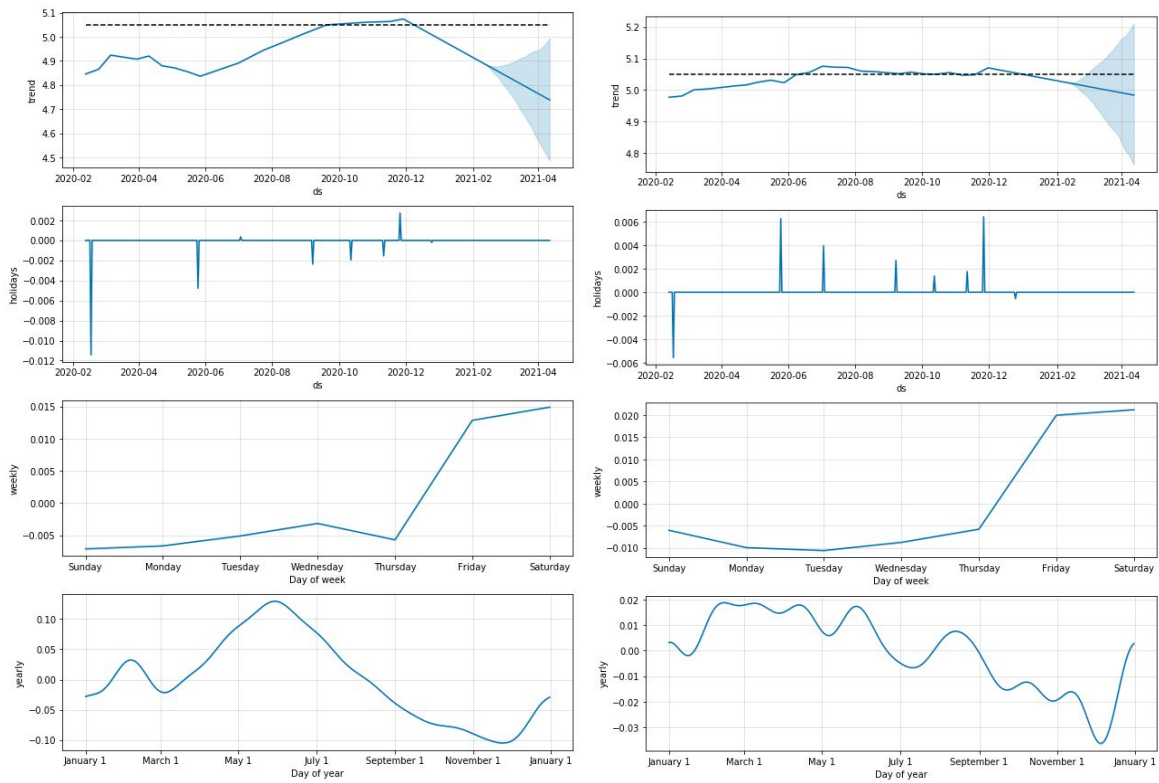 5.1
5.0
4.9
4.8
4.7
4.6
4.5
trend
2020-02 2020-04 2020-06 2020-08 2020-10 2020-12 2021-02 2021-04
ds
5.2
5.1
5.0
4.9
4.8
trend
2020-02 2020-04 2020-06 2020-08 2020-10 2020-12 2021-02 2021-04
ds
0.002
0.000
−0.002
−0.004
−0.006
−0.008
−0.010
−0.012
holidays
2020-02 2020-04 2020-06 2020-08 2020-10 2020-12 2021-02 2021-04
ds
0.006
0.004
0.002
0.000
−0.002
−0.004
−0.006
holidays
2020-02 2020-04 2020-06 2020-08 2020-10 2020-12 2021-02 2021-04
ds
0.015
0.010
0.005
0.000
−0.005
weekly
Sunday Monday Tuesday Wednesday Thursday Friday Saturday
Day of week
0.020
0.015
0.010
0.005
0.000
−0.005
−0.010
weekly
Sunday Monday Tuesday Wednesday Thursday Friday Saturday
Day of week
0.10
0.05
0.00
−0.05
−0.10
yearly
January 1 March 1 May 1 July 1 September 1 November 1 January 1
Day of year
0.02
0.01
0.00
−0.01
−0.02
−0.03
yearly
January 1 March 1 May 1 July 1 September 1 November 1 January 1
Day of year